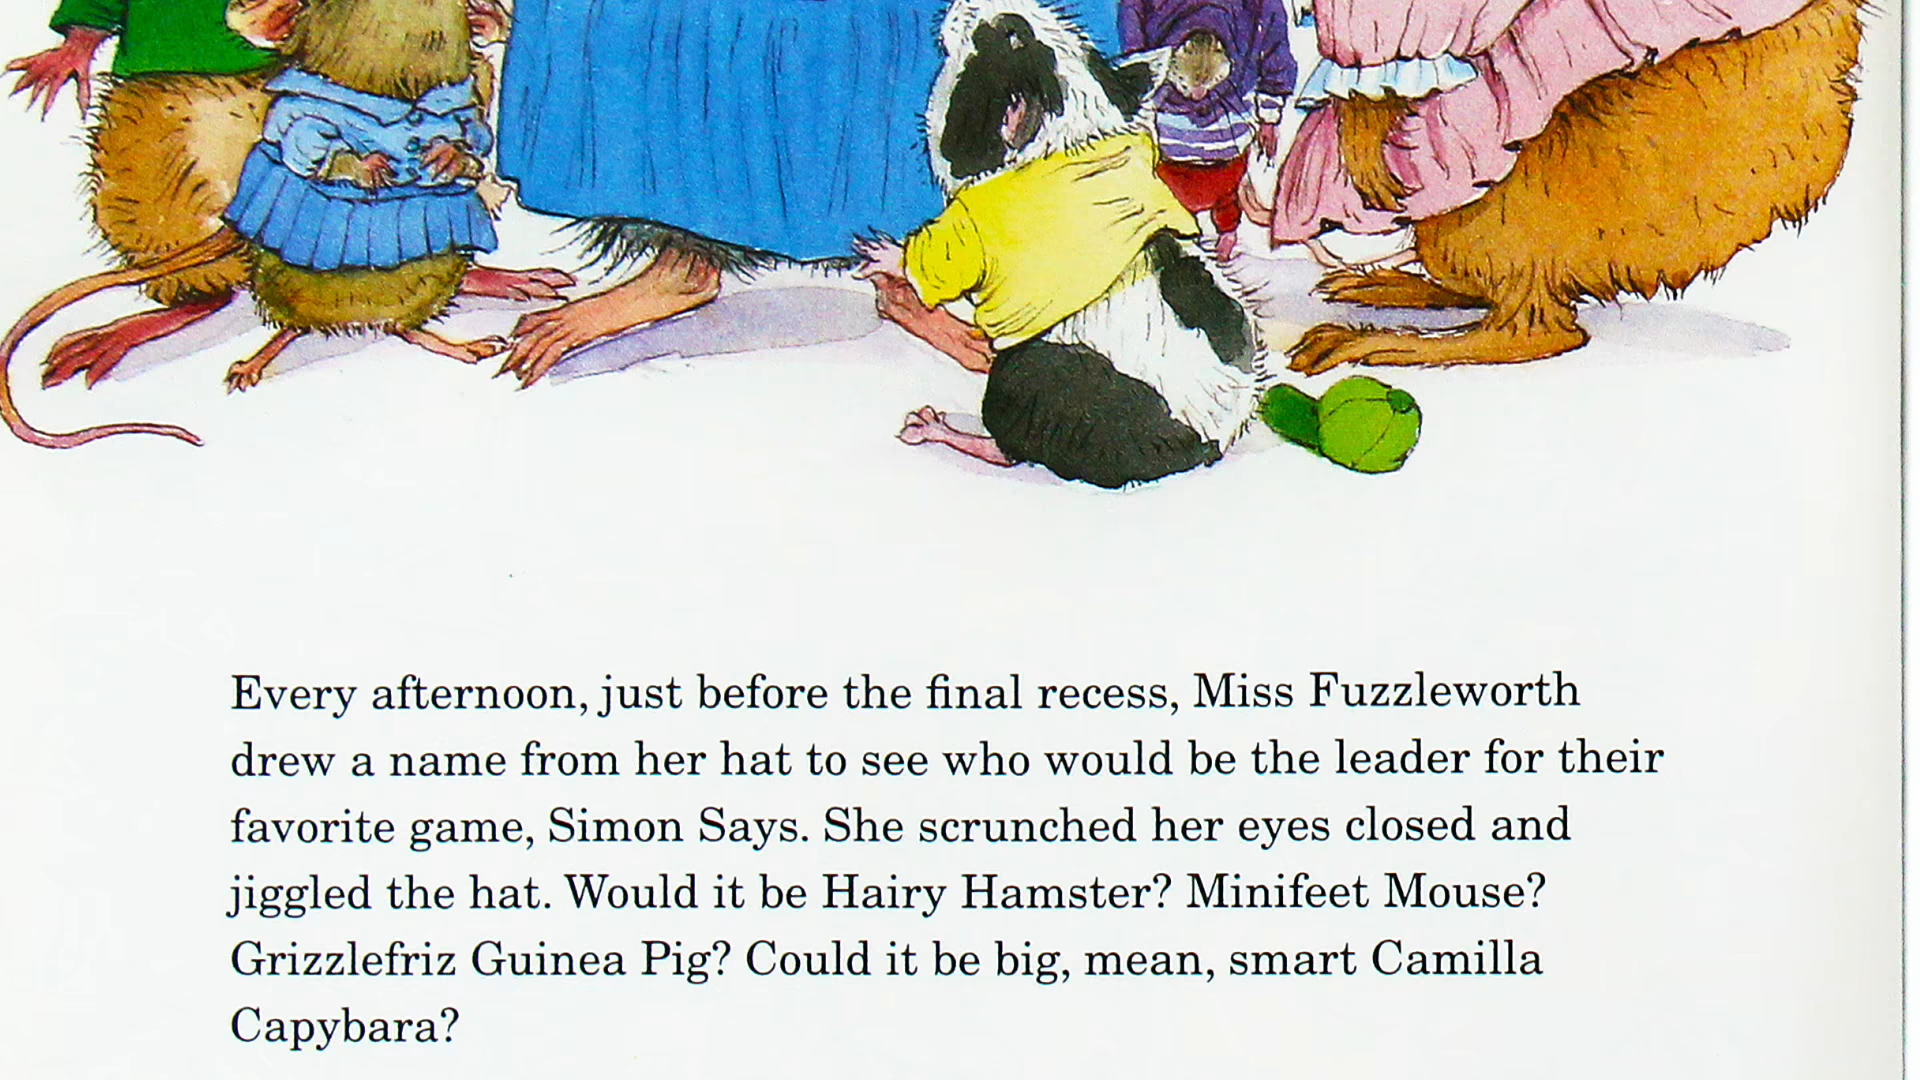 Every afternoon, just before the final recess, Miss Fuzzleworth
drew a name from her hat to see who would be the leader for their
favorite game, Simon Says. She scrunched her eyes closed and
jiggled the hat. Would it be Hairy Hamster? Minifeet Mouse?
Grizzlefriz Guinea Pig? Could it be big, mean, smart Camilla
Capybara?